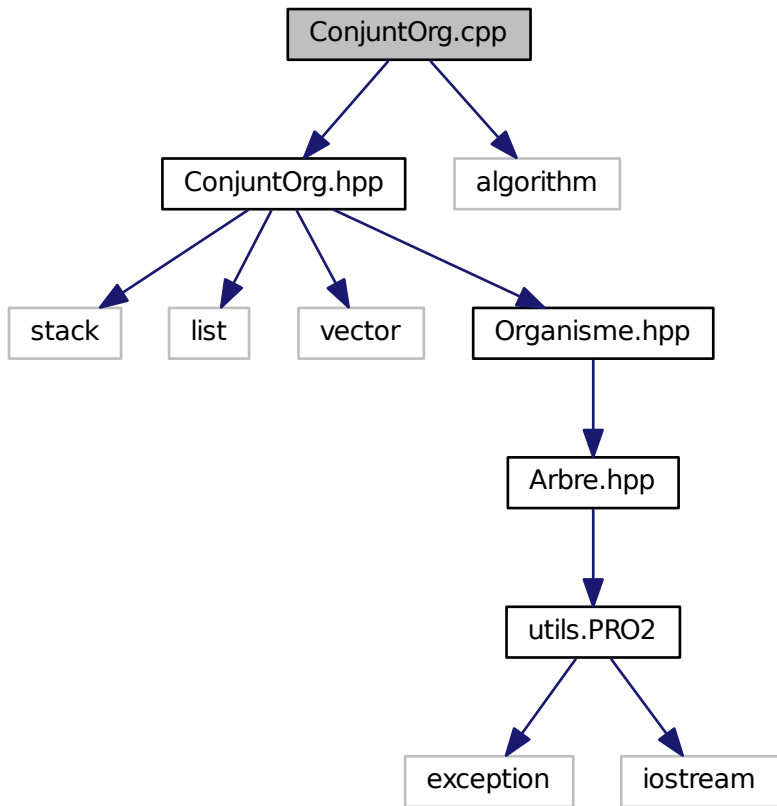 ConjuntOrg.cpp
ConjuntOrg.hpp
algorithm
stack
list
vector
Organisme.hpp
Arbre.hpp
utils.PRO2
exception
iostream